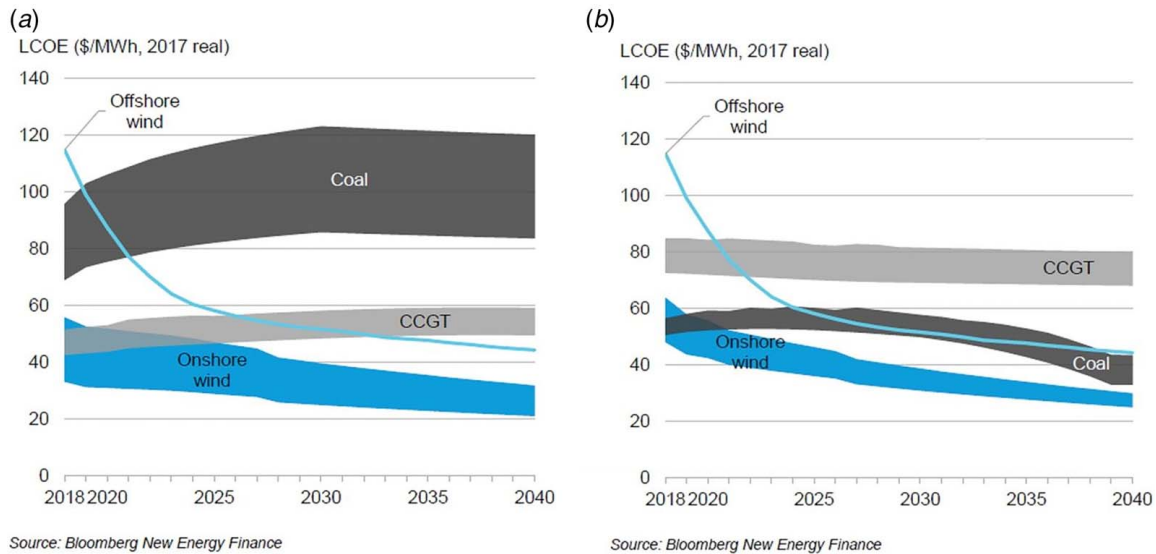 (a)
LCOE ($/MWh, 2017 real)
140
120
100
80
60
40
20
0
Offshore
wind
Coal
CCGT
Onshore
wind
2018 2020 2025 2030 2035 2040
Source: Bloomberg New Energy Finance
(b)
LCOE ($/MWh, 2017 real)
140
120
100
80
60
40
20
0
Offshore
wind
CCGT
Onshore
wind
Coal
2018 2020 2025 2030 2035 2040
Source: Bloomberg New Energy Finance